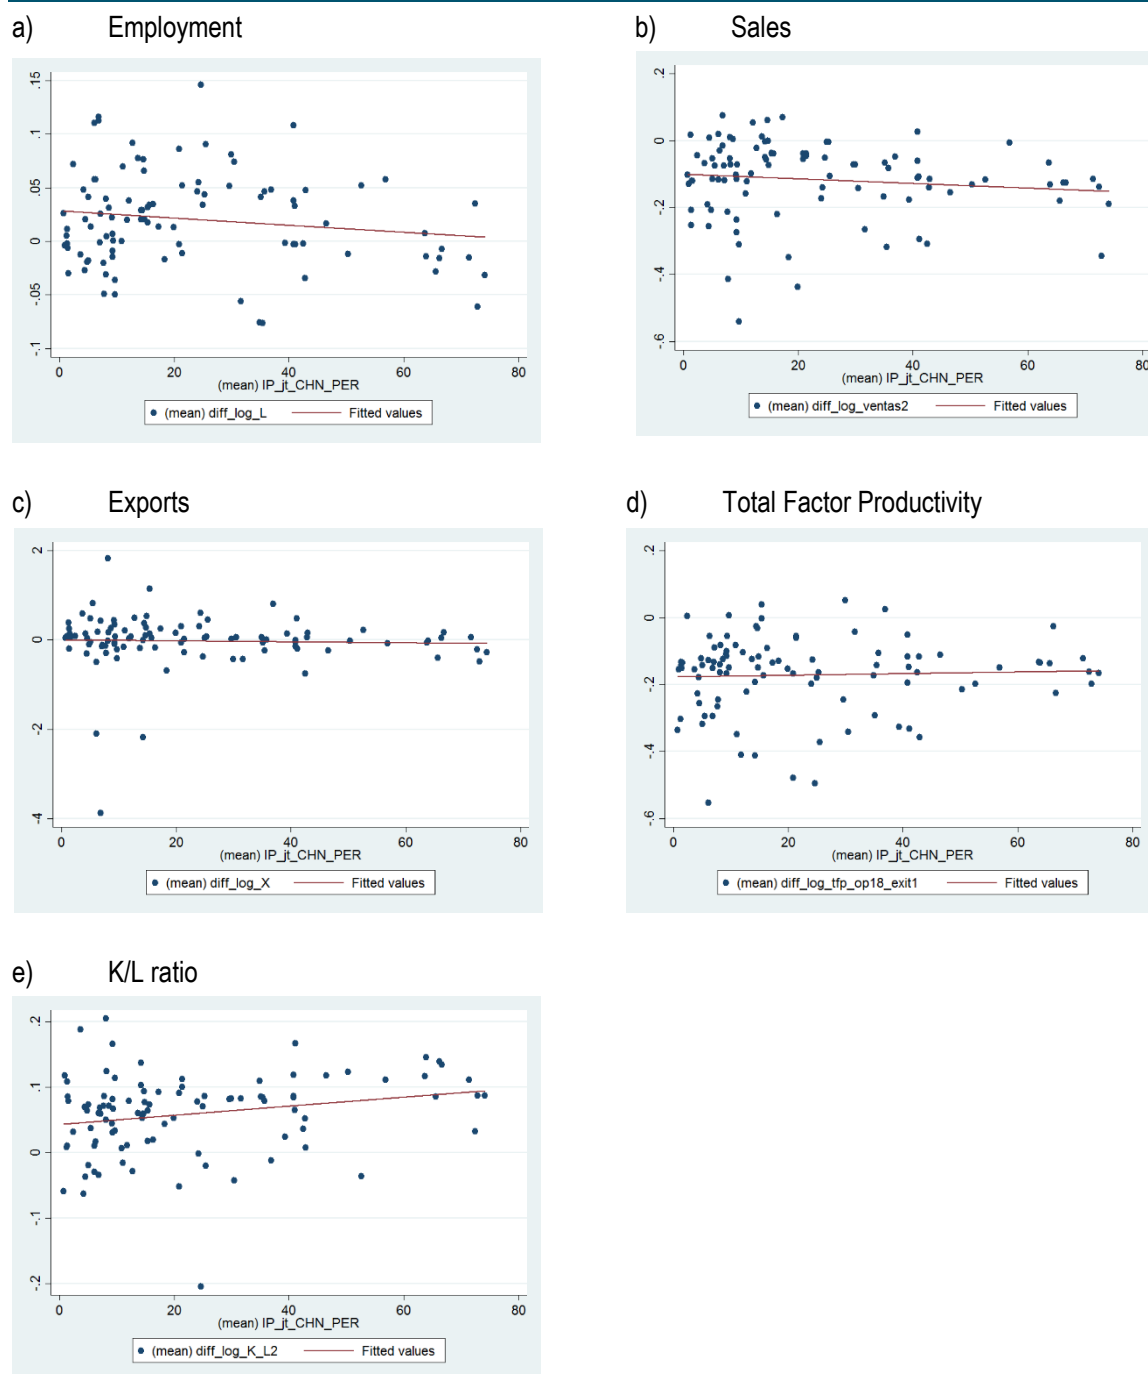 a) Employment
.15
.1
.05
0
-.05
-.1
0 20 40 60 80
(mean) IP_jt_CHN_PER
(mean) diff_log_L Fitted values
b) Sales
.2
0
-.2
-.4
-.6
0 20 40 60 80
(mean) IP_jt_CHN_PER
(mean) diff_log_ventas2 Fitted values
c) Exports
2
0
-2
-4
0 20 40 60 80
(mean) IP_jt_CHN_PER
(mean) diff_log_X Fitted values
d) Total Factor Productivity
.2
0
-.2
-.4
-.6
0 20 40 60 80
(mean) IP_jt_CHN_PER
(mean) diff_log_tfp_op18_exit1 Fitted values
e) K/L ratio
.2
.1
0
-.1
-.2
0 20 40 60 80
(mean) IP_jt_CHN_PER
(mean) diff_log_K_L2 Fitted values